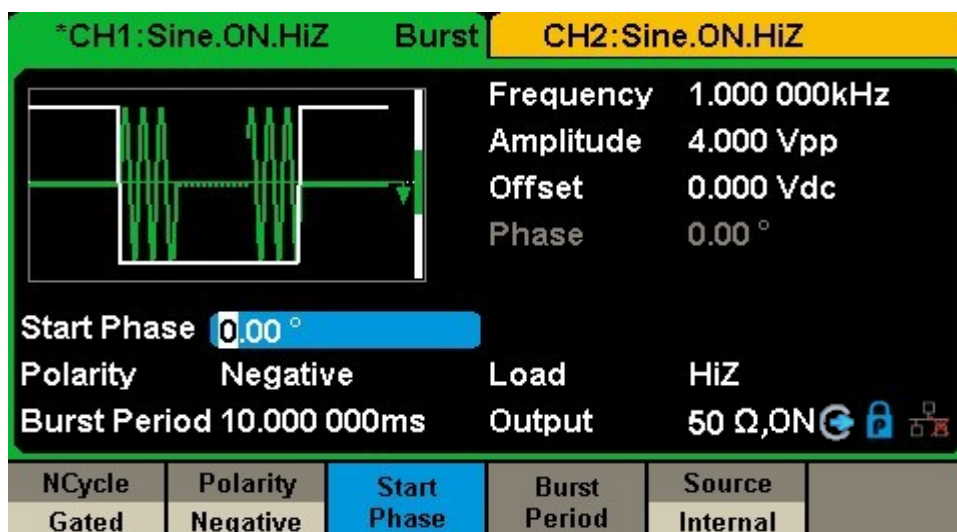 *CH1:Sine.ON.HiZ Burst CH2:Sine.ON.HiZ
Frequency 1.000 000kHz
Amplitude 4.000 Vpp
Offset 0.000 Vdc
Phase 0.00 °
Start Phase 0.00 °
Polarity Negative Load HiZ
Burst Period 10.000 000ms Output 50 Ω,ON P
NCycle Polarity Start Burst Source
Gated Negative Phase Period Internal